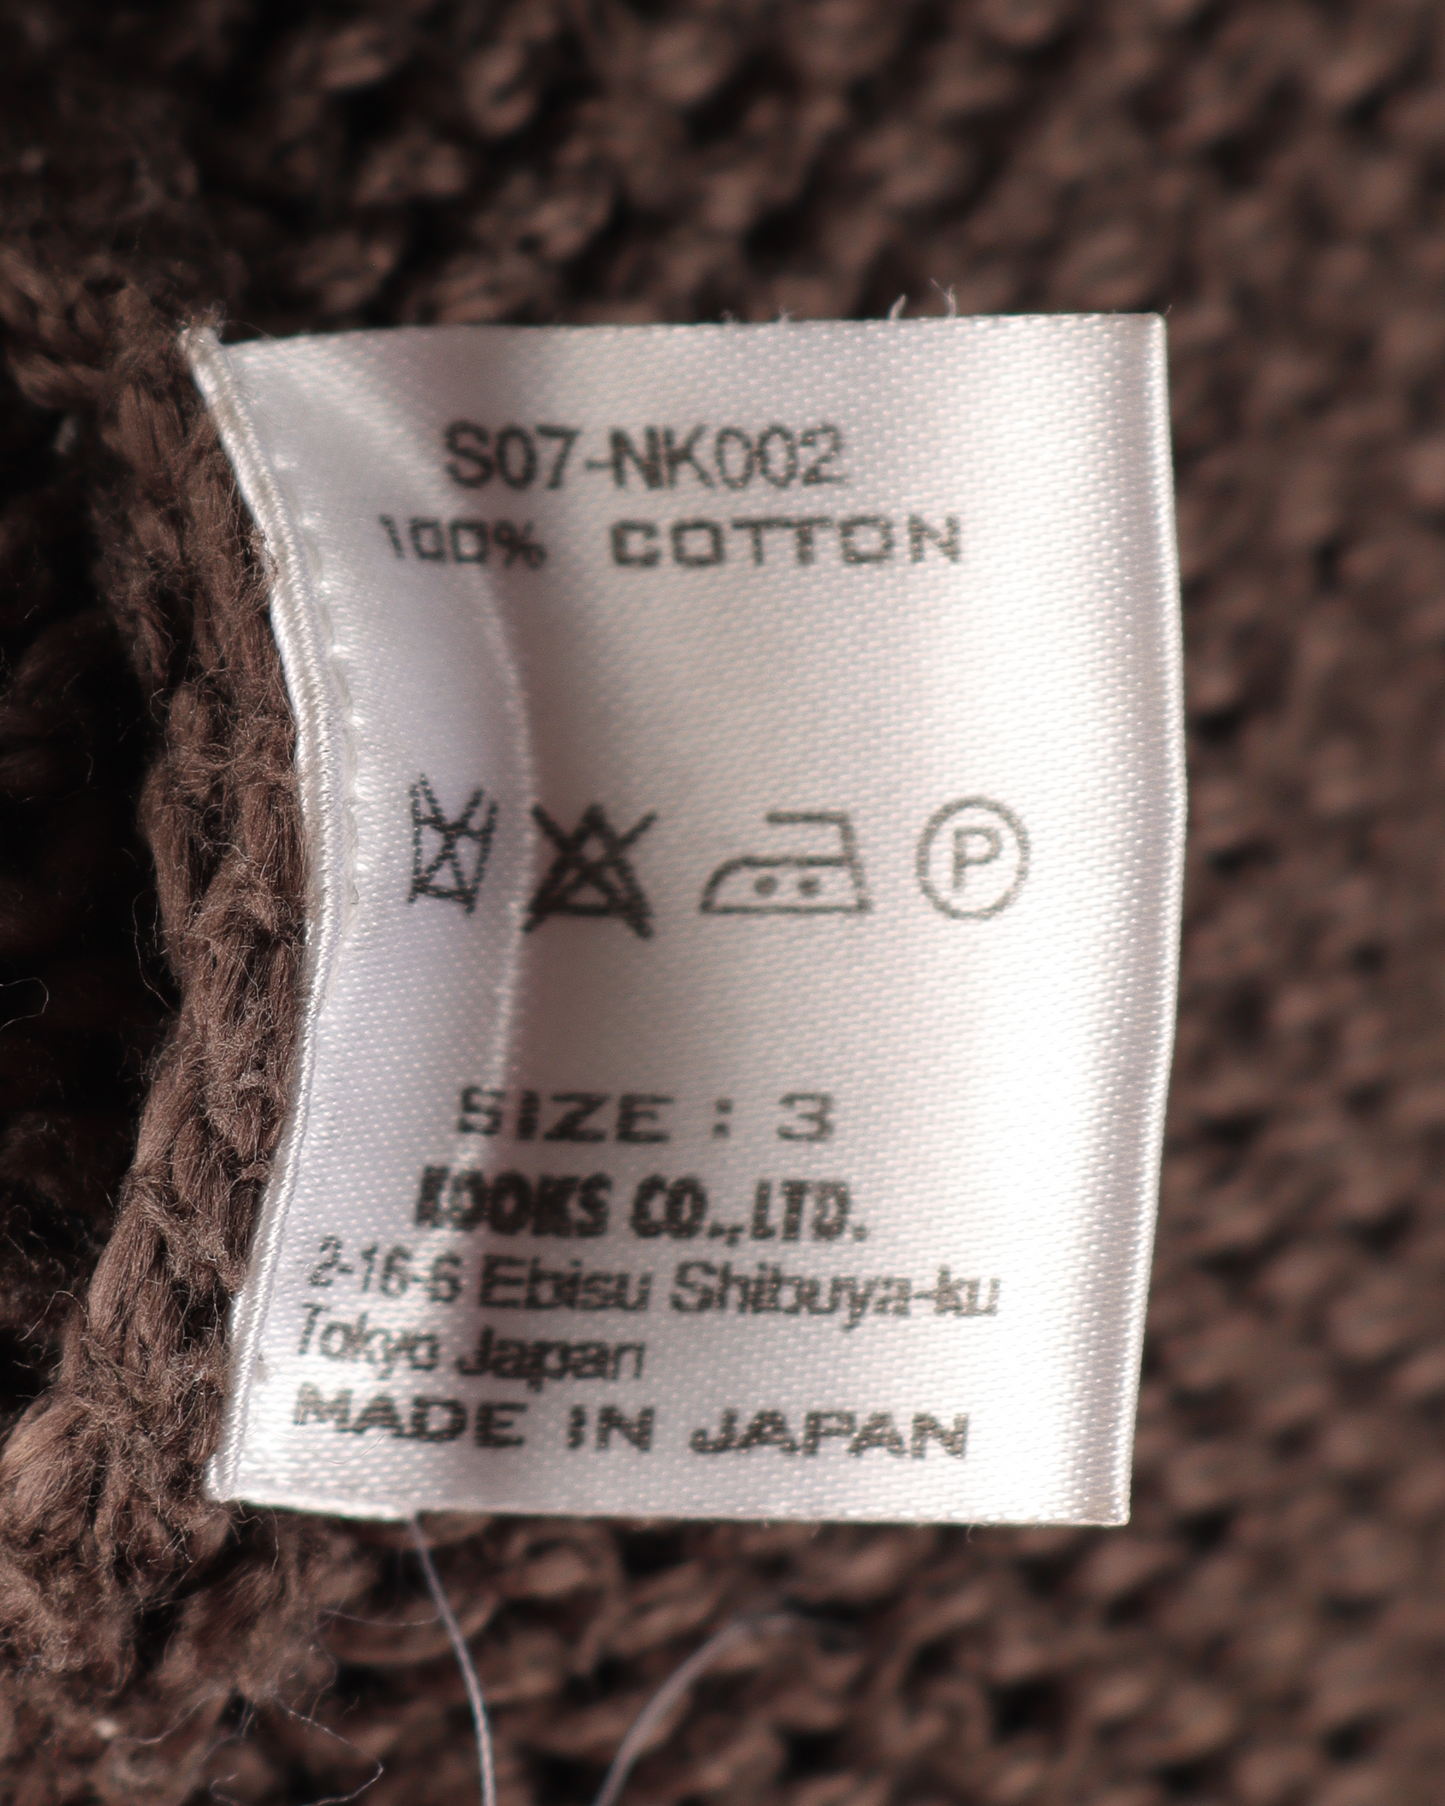 S07-NK002
100% COTTON
P
SIZE : 3
KOOKS CO.,LTD.
2-16-6 Ebisu Shibuya-ku
Tokyo Japan
MADE IN JAPAN